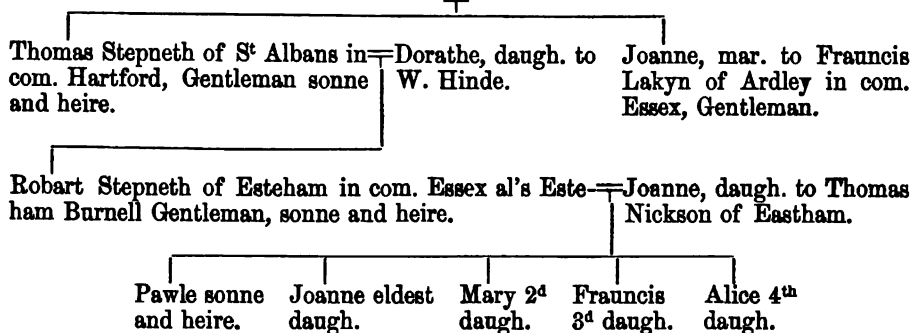 Thomas Stepneth of Sᵗ Albans in
com. Hartford, Gentleman sonne
and heire.
Dorathe, daugh. to
W. Hinde.
Joanne, mar. to Frauncis
Lakyn of Ardley in com.
Essex, Gentleman.
Robart Stepneth of Esteham in com. Essex al's Este-
ham Burnell Gentleman, sonne and heire.
Joanne, daugh. to Thomas
Nickson of Eastham.
Pawle sonne
and heire.
Joanne eldest
daugh.
Mary 2ᵈ
daugh.
Frauncis
3ᵈ daugh.
Alice 4ᵗʰ
daugh.